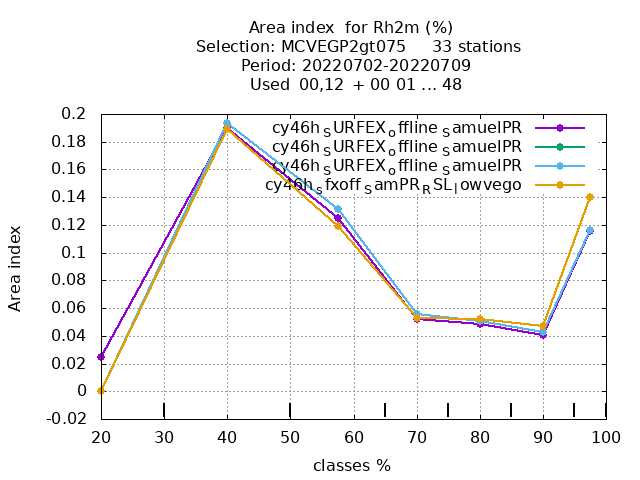 Area index  for Rh2m (%)
Selection: MCVEGP2gt075     33 stations
Period: 20220702-20220709
Used  00,12  + 00 01 ... 48
cy46h_SURFEX_offline_SamuelPR
cy46h_SURFEX_offline_SamuelPR
cy46h_SURFEX_offline_SamuelPR
cy46h_sfxoff_SamPR_RSL_lowvego
Area index
0.2
0.18
0.16
0.14
0.12
0.1
0.08
0.06
0.04
0.02
0
-0.02
20 30 40 50 60 70 80 90 100
classes %